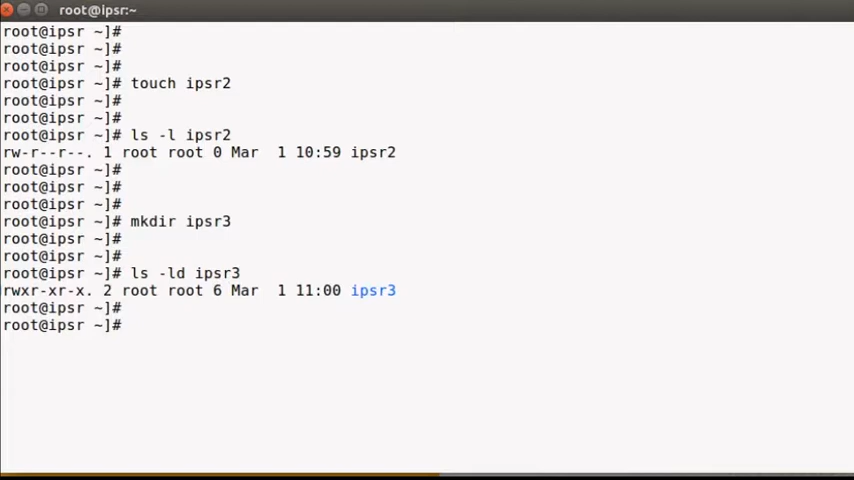 root@ipsr:~
root@ipsr ~]#
root@ipsr ~]#
root@ipsr ~]#
root@ipsr ~]# touch ipsr2
root@ipsr ~]#
root@ipsr ~]#
root@ipsr ~]# ls -l ipsr2
rw-r--r--. 1 root root 0 Mar  1 10:59 ipsr2
root@ipsr ~]#
root@ipsr ~]#
root@ipsr ~]#
root@ipsr ~]# mkdir ipsr3
root@ipsr ~]#
root@ipsr ~]#
root@ipsr ~]# ls -ld ipsr3
rwxr-xr-x. 2 root root 6 Mar  1 11:00 ipsr3
root@ipsr ~]#
root@ipsr ~]#